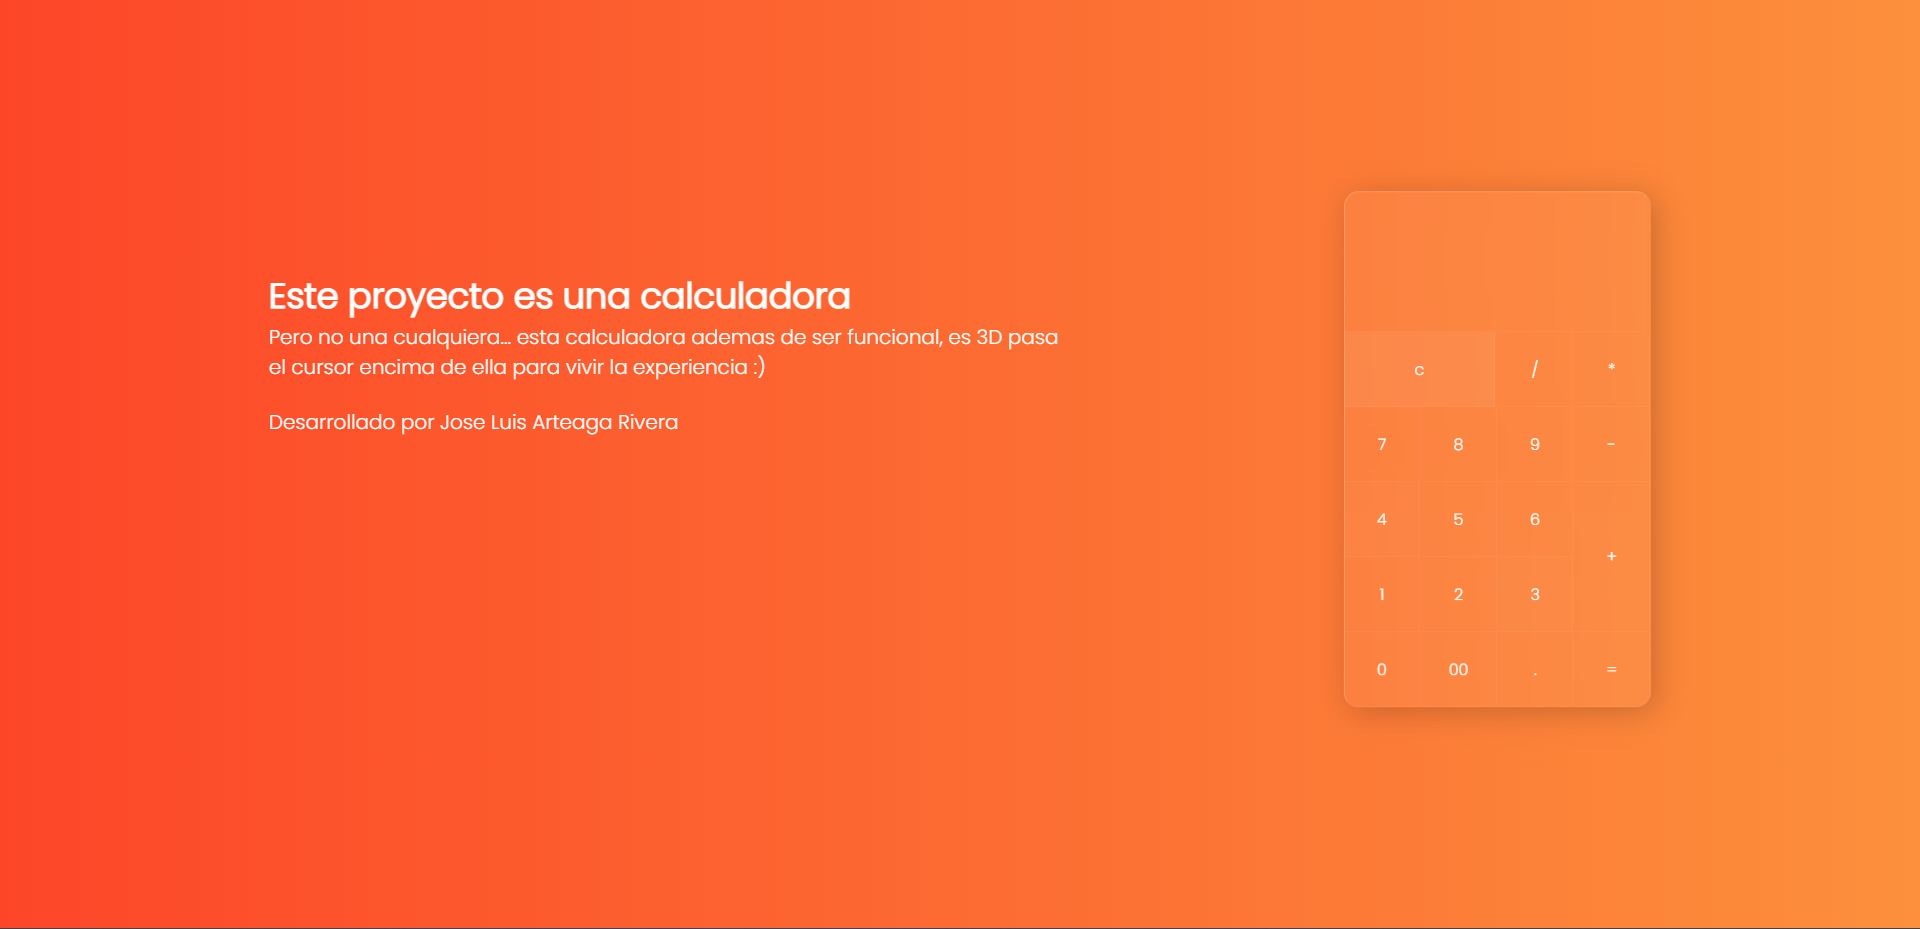 Este proyecto es una calculadora
Pero no una cualquiera... esta calculadora ademas de ser funcional, es 3D pasa
el cursor encima de ella para vivir la experiencia :)
Desarrollado por Jose Luis Arteaga Rivera
c / *
7 8 9 -
4 5 6
+
1 2 3
0 00 . =